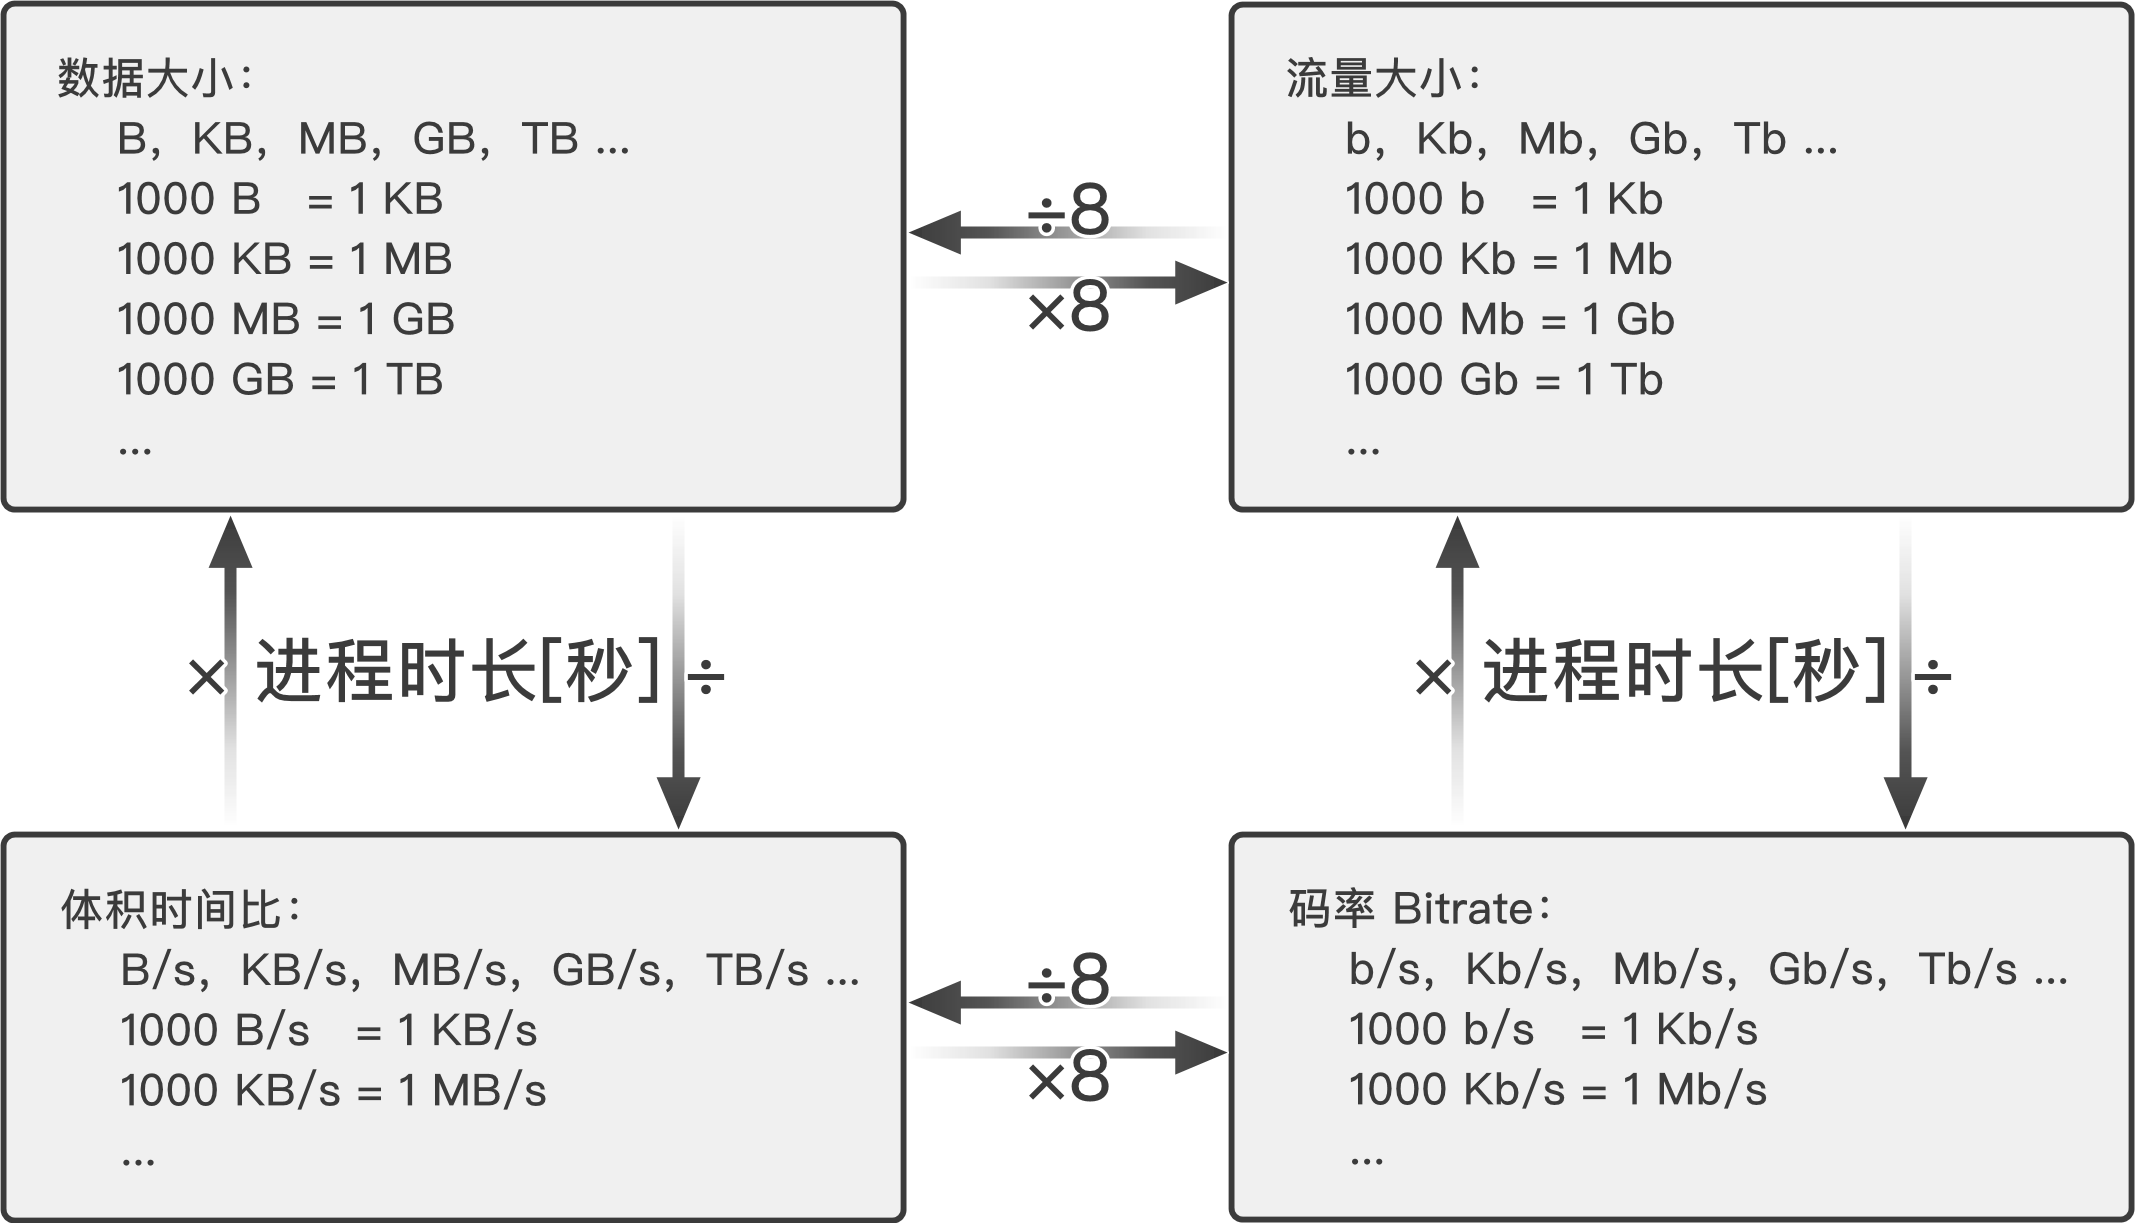 数据大小：
B， KB， MB， GB， TB ...
1000 B = 1 KB
1000 KB = 1 MB
1000 MB = 1 GB
1000 GB = 1 TB
...
÷8
×8
流量大小：
b， Kb， Mb， Gb， Tb ...
1000 b = 1 Kb
1000 Kb = 1 Mb
1000 Mb = 1 Gb
1000 Gb = 1 Tb
...
× 进程时长[秒] ÷
× 进程时长[秒] ÷
体积时间比：
B/s， KB/s， MB/s， GB/s， TB/s ...
1000 B/s = 1 KB/s
1000 KB/s = 1 MB/s
...
÷8
×8
码率 Bitrate：
b/s， Kb/s， Mb/s， Gb/s， Tb/s ...
1000 b/s = 1 Kb/s
1000 Kb/s = 1 Mb/s
...